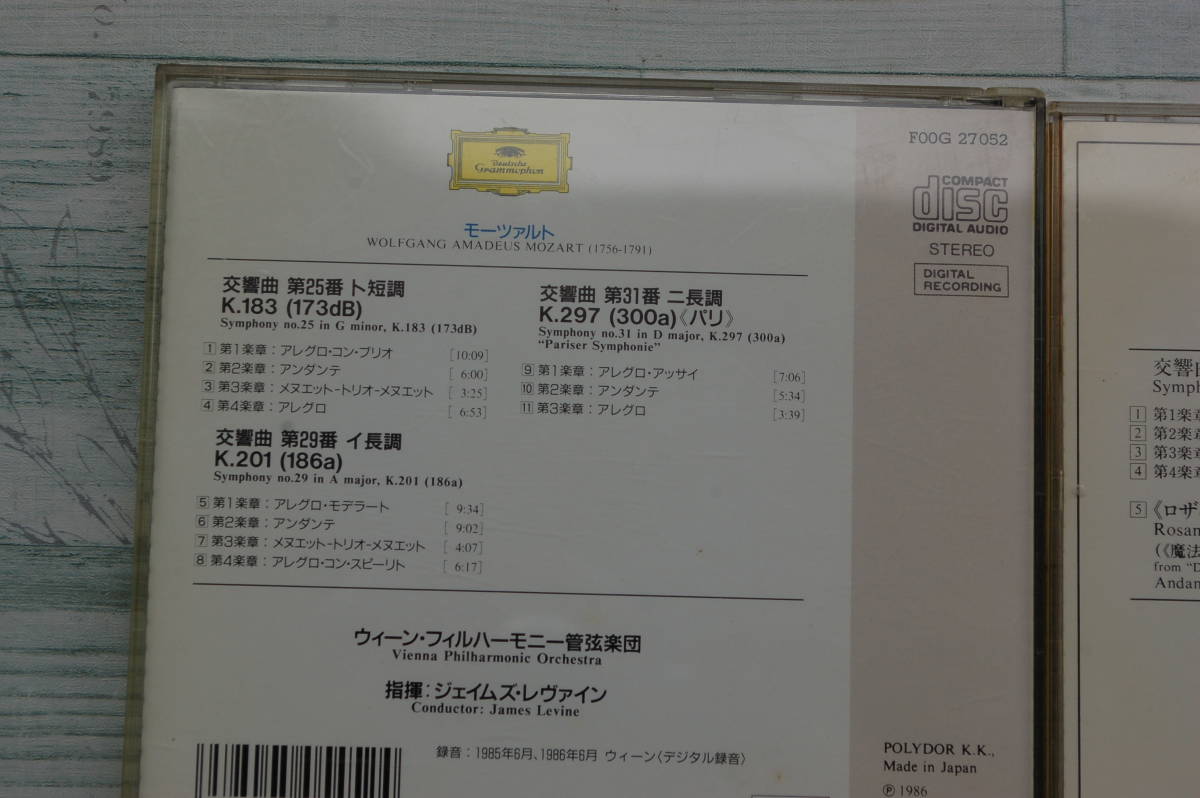 Deutsche
Grammophon
モーツァルト
WOLFGANG AMADEUS MOZART (1756-1791)
交響曲 第25番 ト短調
K.183 (173dB)
Symphony no.25 in G minor, K.183 (173dB)
1 第1楽章：アレグロ・コン・ブリオ [10:09]
2 第2楽章：アンダンテ [ 6:00]
3 第3楽章：メヌエットートリオーメヌエット [ 3:25]
4 第4楽章：アレグロ [ 6:53]
交響曲 第29番 イ長調
K.201 (186a)
Symphony no.29 in A major, K.201 (186a)
5 第1楽章：アレグロ・モデラート [ 9:34]
6 第2楽章：アンダンテ [ 9:02]
7 第3楽章：メヌエットートリオーメヌエット [ 4:07]
8 第4楽章：アレグロ・コン・スピーリト [ 6:17]
交響曲 第31番 ニ長調
K.297 (300a)《パリ》
Symphony no.31 in D major, K.297 (300a)
"Pariser Symphonie"
9 第1楽章：アレグロ・アッサイ [7:06]
10 第2楽章：アンダンテ [5:34]
11 第3楽章：アレグロ [3:39]
ウィーン・フィルハーモニー管弦楽団
Vienna Philharmonic Orchestra
指揮：ジェイムズ・レヴァイン
Conductor: James Levine
録音：1985年6月、1986年6月 ウィーン〈デジタル録音〉
F00G 27052
COMPACT
disc
DIGITAL AUDIO
STEREO
DIGITAL
RECORDING
POLYDOR K.K.,
Made in Japan
Ⓟ 1986
交響曲
Symph
1 第1楽章
2 第2楽章
3 第3楽章
4 第4楽章
5 《ロザ
Rosan
(《魔法
from "D
Andan